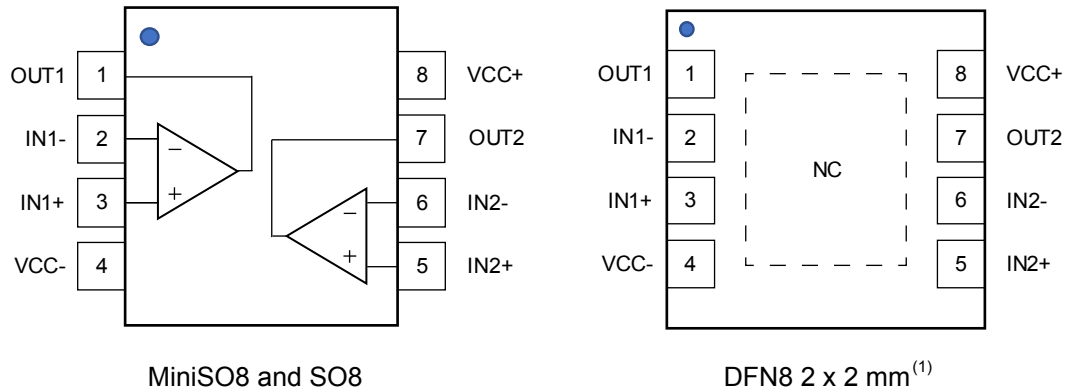 OUT1 1 8 VCC+
IN1- 2 − 7 OUT2
IN1+ 3 + − 6 IN2-
VCC- 4 + 5 IN2+
MiniSO8 and SO8
OUT1 1 8 VCC+
IN1- 2 7 OUT2
NC
IN1+ 3 6 IN2-
VCC- 4 5 IN2+
DFN8 2 x 2 mm(1)